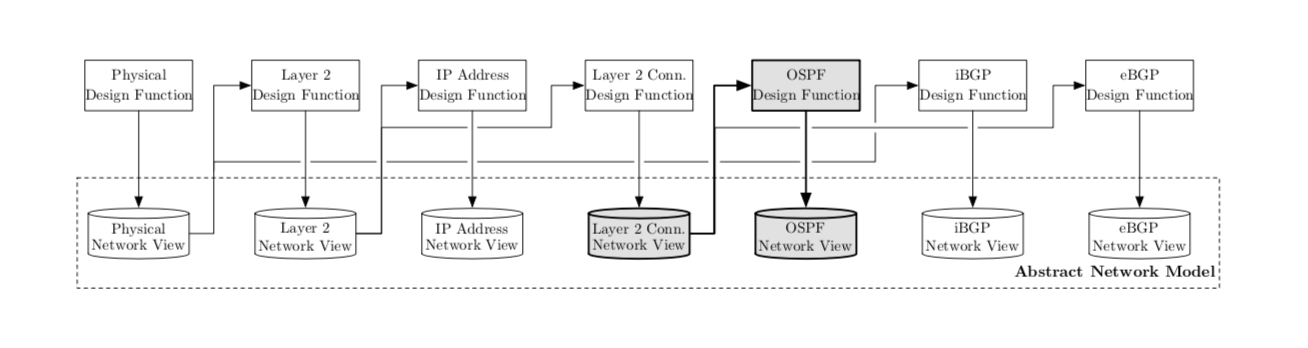 Physical
Design Function
Layer 2
Design Function
IP Address
Design Function
Layer 2 Conn.
Design Function
OSPF
Design Function
iBGP
Design Function
eBGP
Design Function
Physical
Network View
Layer 2
Network View
IP Address
Network View
Layer 2 Conn.
Network View
OSPF
Network View
iBGP
Network View
eBGP
Network View
Abstract Network Model